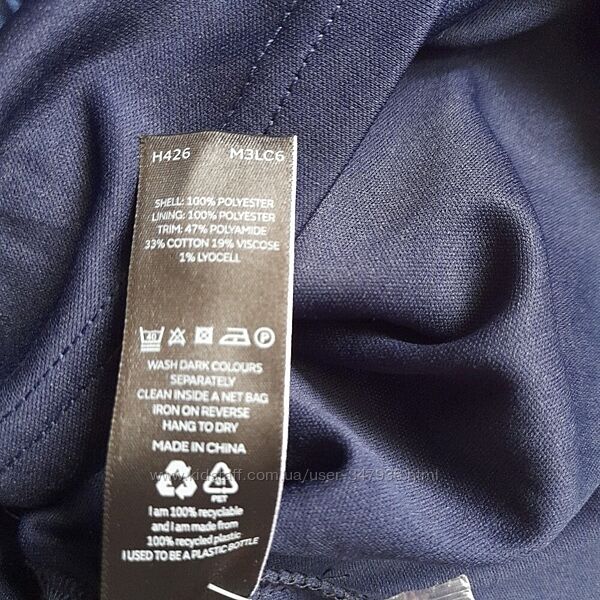 H426 M3LC6
SHELL: 100% POLYESTER
LINING: 100% POLYESTER
TRIM: 47% POLYAMIDE
33% COTTON 19% VISCOSE
1% LYOCELL
40
P
WASH DARK COLOURS
SEPARATELY
CLEAN INSIDE A NET BAG
IRON ON REVERSE
HANG TO DRY
MADE IN CHINA
PET
I am 100% recyclable
and I am made from
100% recycled plastic
I USED TO BE A PLASTIC BOTTLE